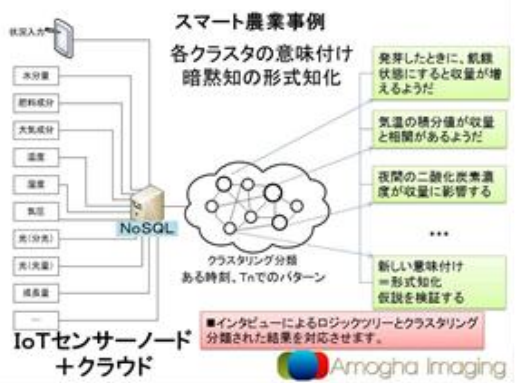 スマート農業事例
各クラスタの意味付け
暗黙知の形式知化
状況入力
水分量
肥料成分
大気成分
温度
湿度
気圧
光(分光)
光(光量)
成長量
...
NoSQL
IoTセンサーノード
+クラウド
クラスタリング分類
ある時刻、Tnでのパターン
発芽したときに、飢餓
状態にすると収量が増
えるようだ
気温の積分値が収量
と相関があるようだ
夜間の二酸化炭素濃
度が収量に影響する
...
新しい意味付け
=形式知化
仮説を検証する
■インタビューによるロジックツリーとクラスタリング
分類された結果を対応させます。
Amogha Imaging